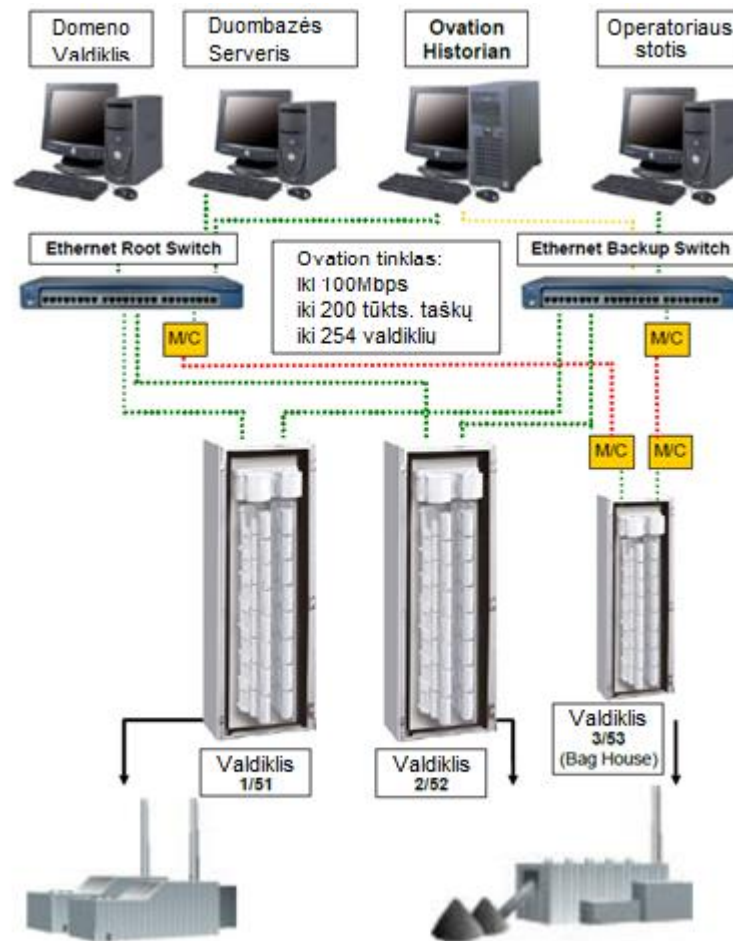 Domeno
Valdiklis
Duombazės
Serveris
Ovation
Historian
Operatoriaus
stotis
Ethernet Root Switch
Ethernet Backup Switch
Ovation tinklas:
Iki 100Mbps
iki 200 tūkts. taškų
iki 254 valdiklių
M/C
M/C
M/C
M/C
Valdiklis
1/51
Valdiklis
2/52
Valdiklis
3/53
(Bag House)